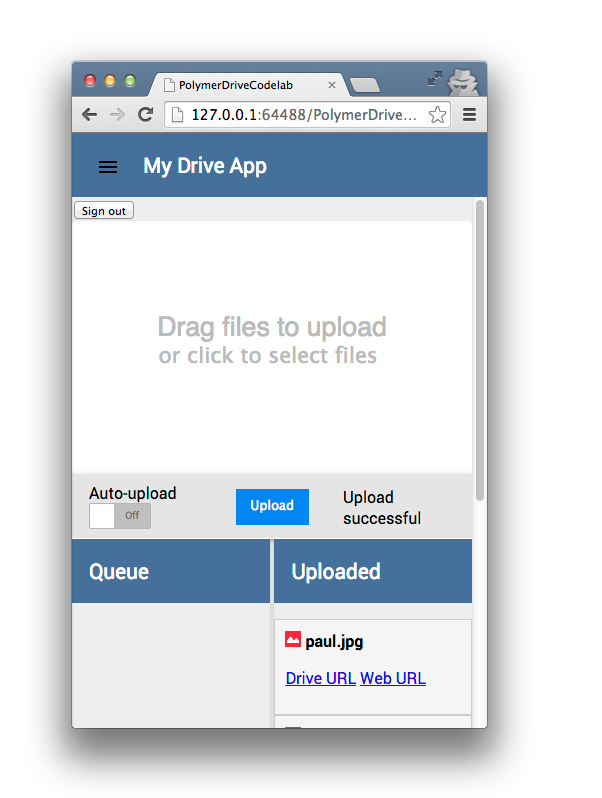 PolymerDriveCodelab
127.0.0.1:64488/PolymerDrive...
My Drive App
Sign out
Drag files to upload
or click to select files
Auto-upload
Off
Upload
Upload
successful
Queue
Uploaded
paul.jpg
Drive URL Web URL